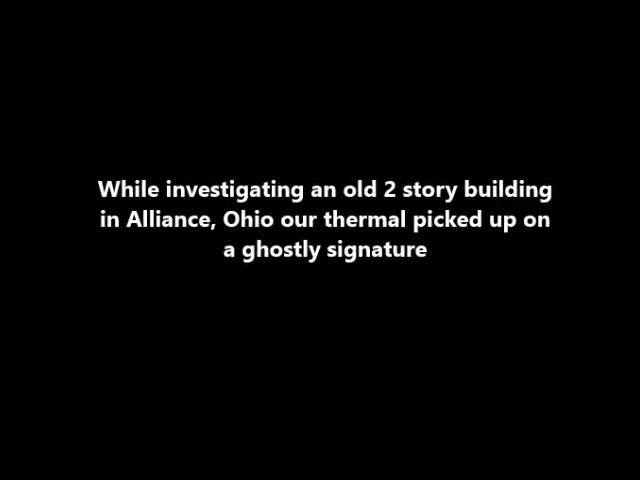 While investigating an old 2 story building
in Alliance, Ohio our thermal picked up on
a ghostly signature